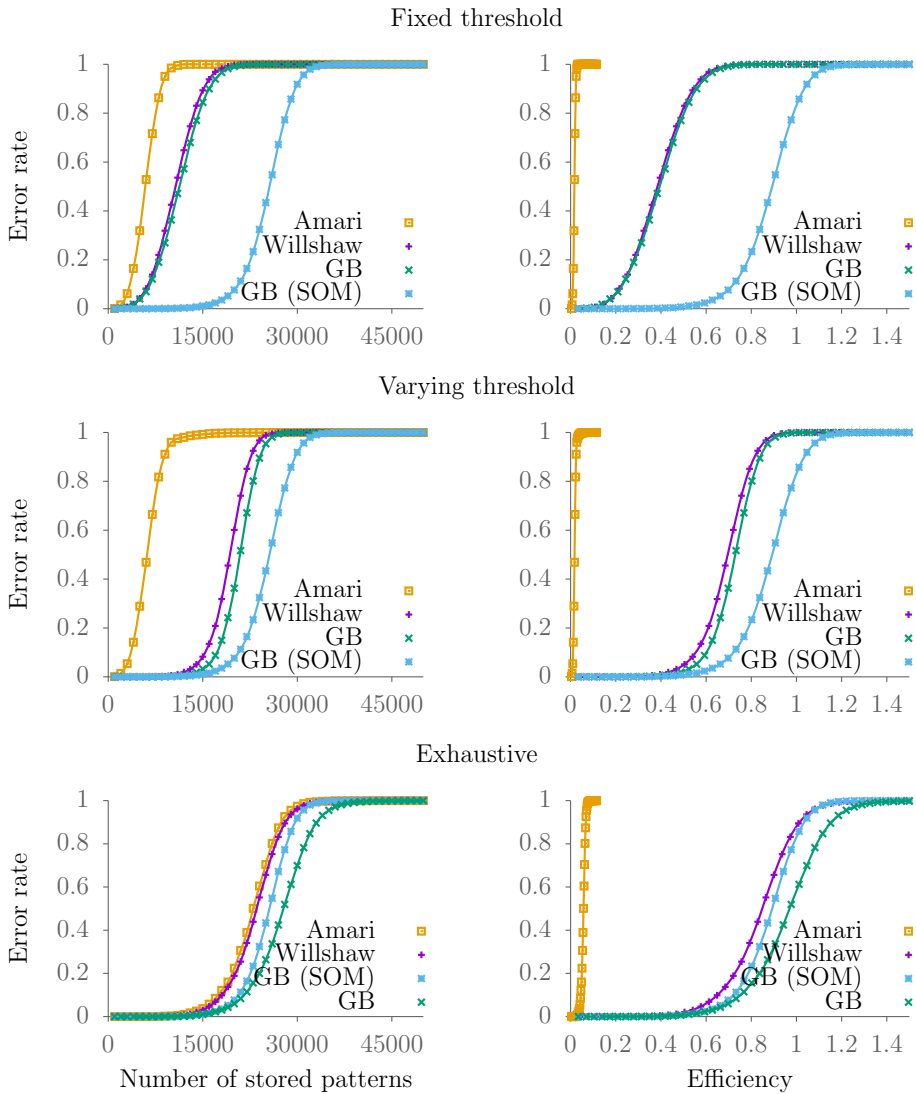 Fixed threshold
Error rate
1
0.8
0.6
0.4
0.2
0
0 15000 30000 45000
Amari
Willshaw
GB
GB (SOM)
1
0.8
0.6
0.4
0.2
0
0 0.2 0.4 0.6 0.8 1 1.2 1.4
Amari
Willshaw
GB
GB (SOM)
Varying threshold
Error rate
1
0.8
0.6
0.4
0.2
0
0 15000 30000 45000
Amari
Willshaw
GB
GB (SOM)
1
0.8
0.6
0.4
0.2
0
0 0.2 0.4 0.6 0.8 1 1.2 1.4
Amari
Willshaw
GB
GB (SOM)
Exhaustive
Error rate
1
0.8
0.6
0.4
0.2
0
0 15000 30000 45000
Number of stored patterns
Amari
Willshaw
GB (SOM)
GB
1
0.8
0.6
0.4
0.2
0
0 0.2 0.4 0.6 0.8 1 1.2 1.4
Efficiency
Amari
Willshaw
GB (SOM)
GB